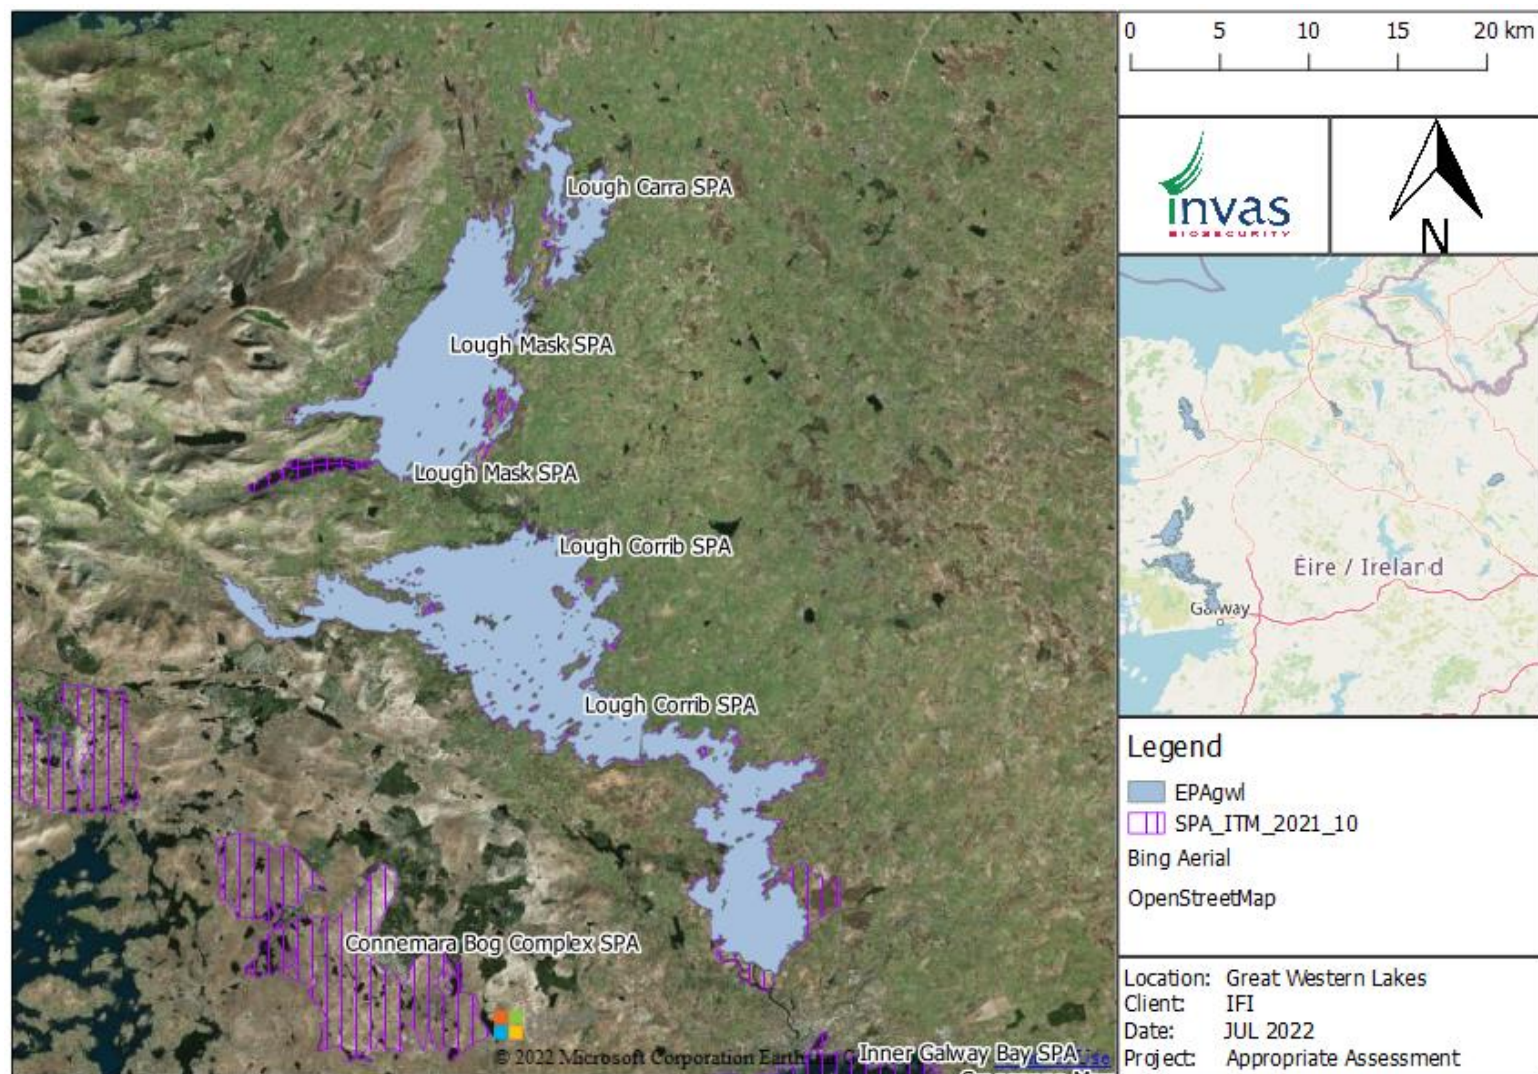 0 5 10 15 20 km
invas
BIOSECURITY
N
Lough Carra SPA
Lough Mask SPA
Lough Mask SPA
Lough Corrib SPA
Lough Corrib SPA
Connemara Bog Complex SPA
Inner Galway Bay SPA
© 2022 Microsoft Corporation
Éire / Ireland
Galway
Legend
EPAgwl
SPA_ITM_2021_10
Bing Aerial
OpenStreetMap
Location: Great Western Lakes
Client: IFI
Date: JUL 2022
Project: Appropriate Assessment